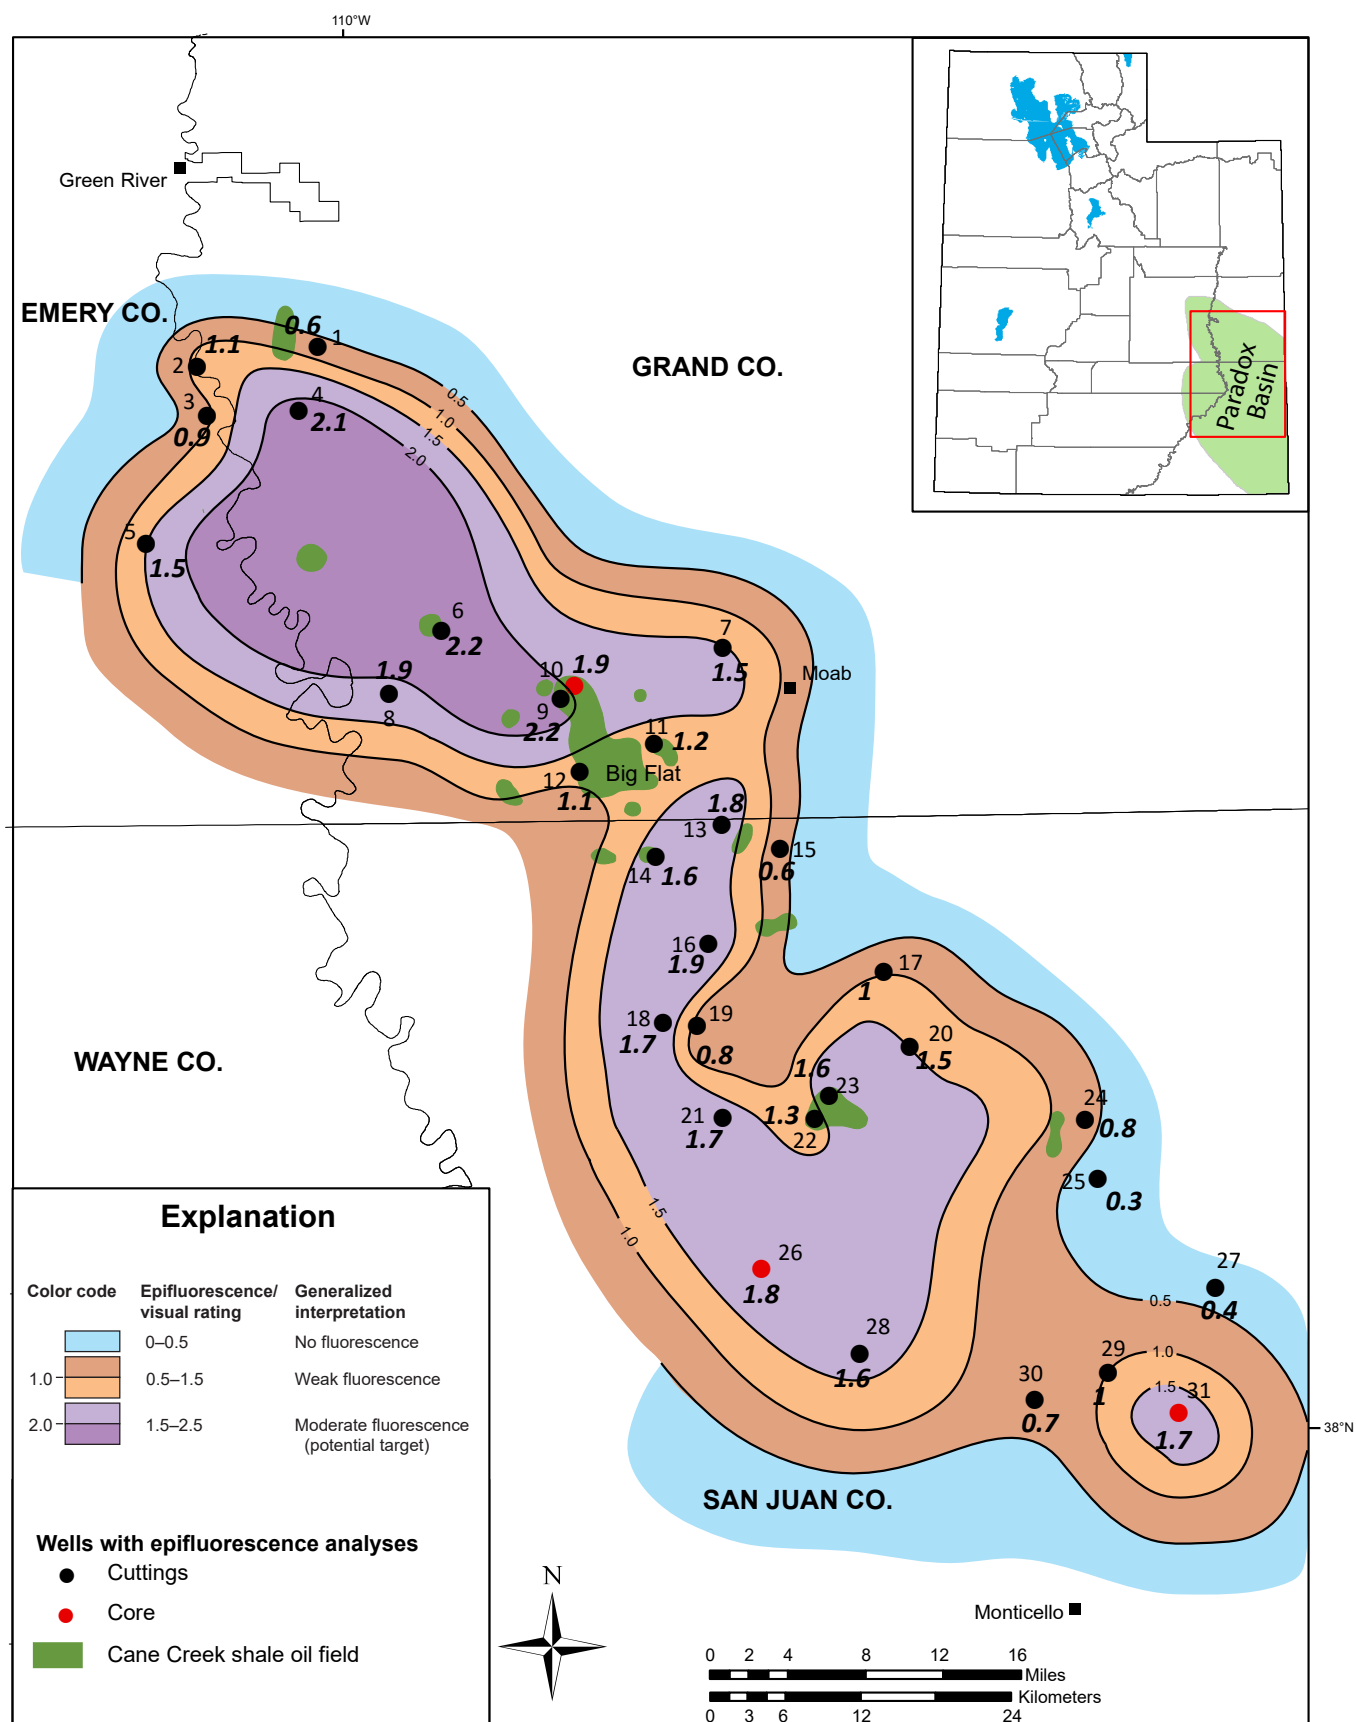 110°W
Green River
EMERY CO.
GRAND CO.
Paradox
Basin
0.6
1
1.1
2
3
0.9
4
2.1
0.5
1.0
1.5
2.0
5
1.5
6
2.2
7
1.5
Moab
1.9
8
10
1.9
9
2.2
11
1.2
12
1.1
Big Flat
1.8
13
15
0.6
14
1.6
16
1.9
17
1
18
1.7
19
0.8
20
1.5
1.6
23
1.3
22
21
1.7
24
0.8
25
0.3
WAYNE CO.
1.5
1.0
26
1.8
27
0.4
0.5
28
1.6
29
1
1.0
30
0.7
1.5
31
1.7
38°N
SAN JUAN CO.
Monticello
Explanation
Color code
Epifluorescence/
visual rating
Generalized
interpretation
0–0.5
No fluorescence
1.0
0.5–1.5
Weak fluorescence
2.0
1.5–2.5
Moderate fluorescence
(potential target)
Wells with epifluorescence analyses
Cuttings
Core
Cane Creek shale oil field
N
0 2 4 8 12 16
Miles
Kilometers
0 3 6 12 24